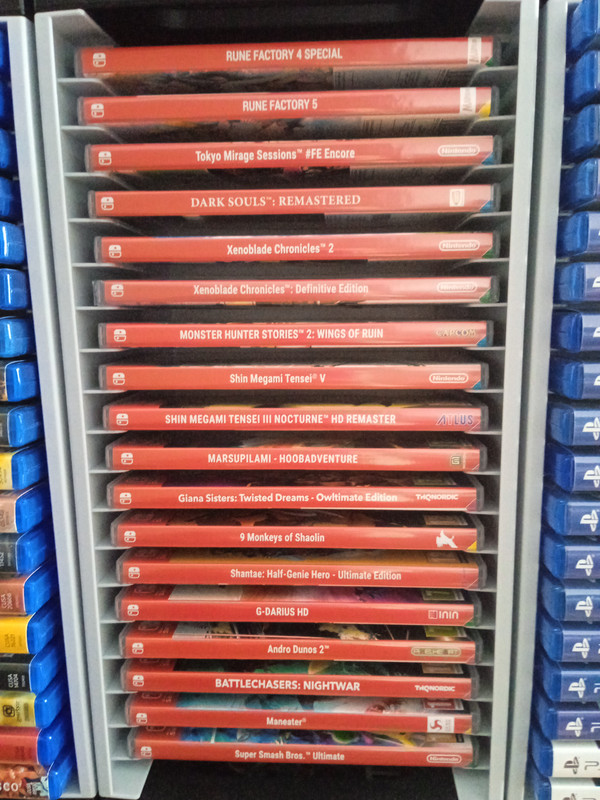 RUNE FACTORY 4 SPECIAL
RUNE FACTORY 5
Tokyo Mirage Sessions™ #FE Encore Nintendo
DARK SOULS™: REMASTERED
Xenoblade Chronicles™ 2 Nintendo
Xenoblade Chronicles™: Definitive Edition Nintendo
MONSTER HUNTER STORIES™ 2: WINGS OF RUIN CAPCOM
Shin Megami Tensei® V Nintendo
SHIN MEGAMI TENSEI III NOCTURNE™ HD REMASTER ATLUS
MARSUPILAMI - HOOBADVENTURE
Giana Sisters: Twisted Dreams - Owltimate Edition THQNORDIC
9 Monkeys of Shaolin
Shantae: Half-Genie Hero - Ultimate Edition
G-DARIUS HD ININ
Andro Dunos 2™
BATTLECHASERS: NIGHTWAR THQNORDIC
Maneater®
Super Smash Bros.™ Ultimate Nintendo